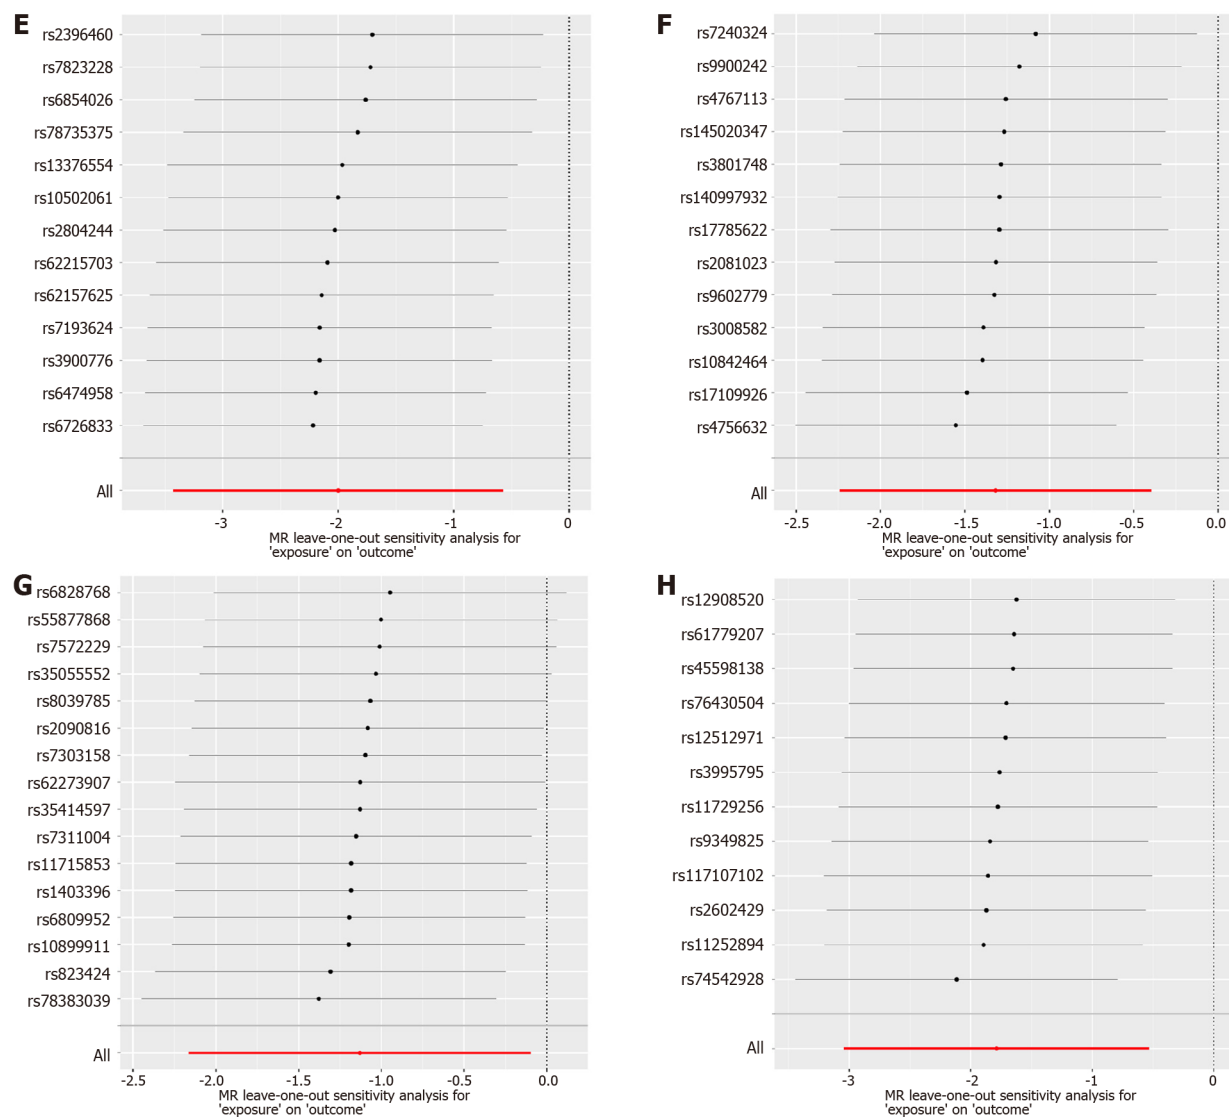 E
rs2396460
rs7823228
rs6854026
rs78735375
rs13376554
rs10502061
rs2804244
rs62215703
rs62157625
rs7193624
rs3900776
rs6474958
rs6726833
All
-3 -2 -1 0
MR leave-one-out sensitivity analysis for
'exposure' on 'outcome'
F
rs7240324
rs9900242
rs4767113
rs145020347
rs3801748
rs140997932
rs17785622
rs2081023
rs9602779
rs3008582
rs10842464
rs17109926
rs4756632
All
-2.5 -2.0 -1.5 -1.0 -0.5 0.0
MR leave-one-out sensitivity analysis for
'exposure' on 'outcome'
G
rs6828768
rs55877868
rs7572229
rs35055552
rs8039785
rs2090816
rs7303158
rs62273907
rs35414597
rs7311004
rs11715853
rs1403396
rs6809952
rs10899911
rs823424
rs78383039
All
-2.5 -2.0 -1.5 -1.0 -0.5 0.0
MR leave-one-out sensitivity analysis for
'exposure' on 'outcome'
H
rs12908520
rs61779207
rs45598138
rs76430504
rs12512971
rs3995795
rs11729256
rs9349825
rs117107102
rs2602429
rs11252894
rs74542928
All
-3 -2 -1 0
MR leave-one-out sensitivity analysis for
'exposure' on 'outcome'